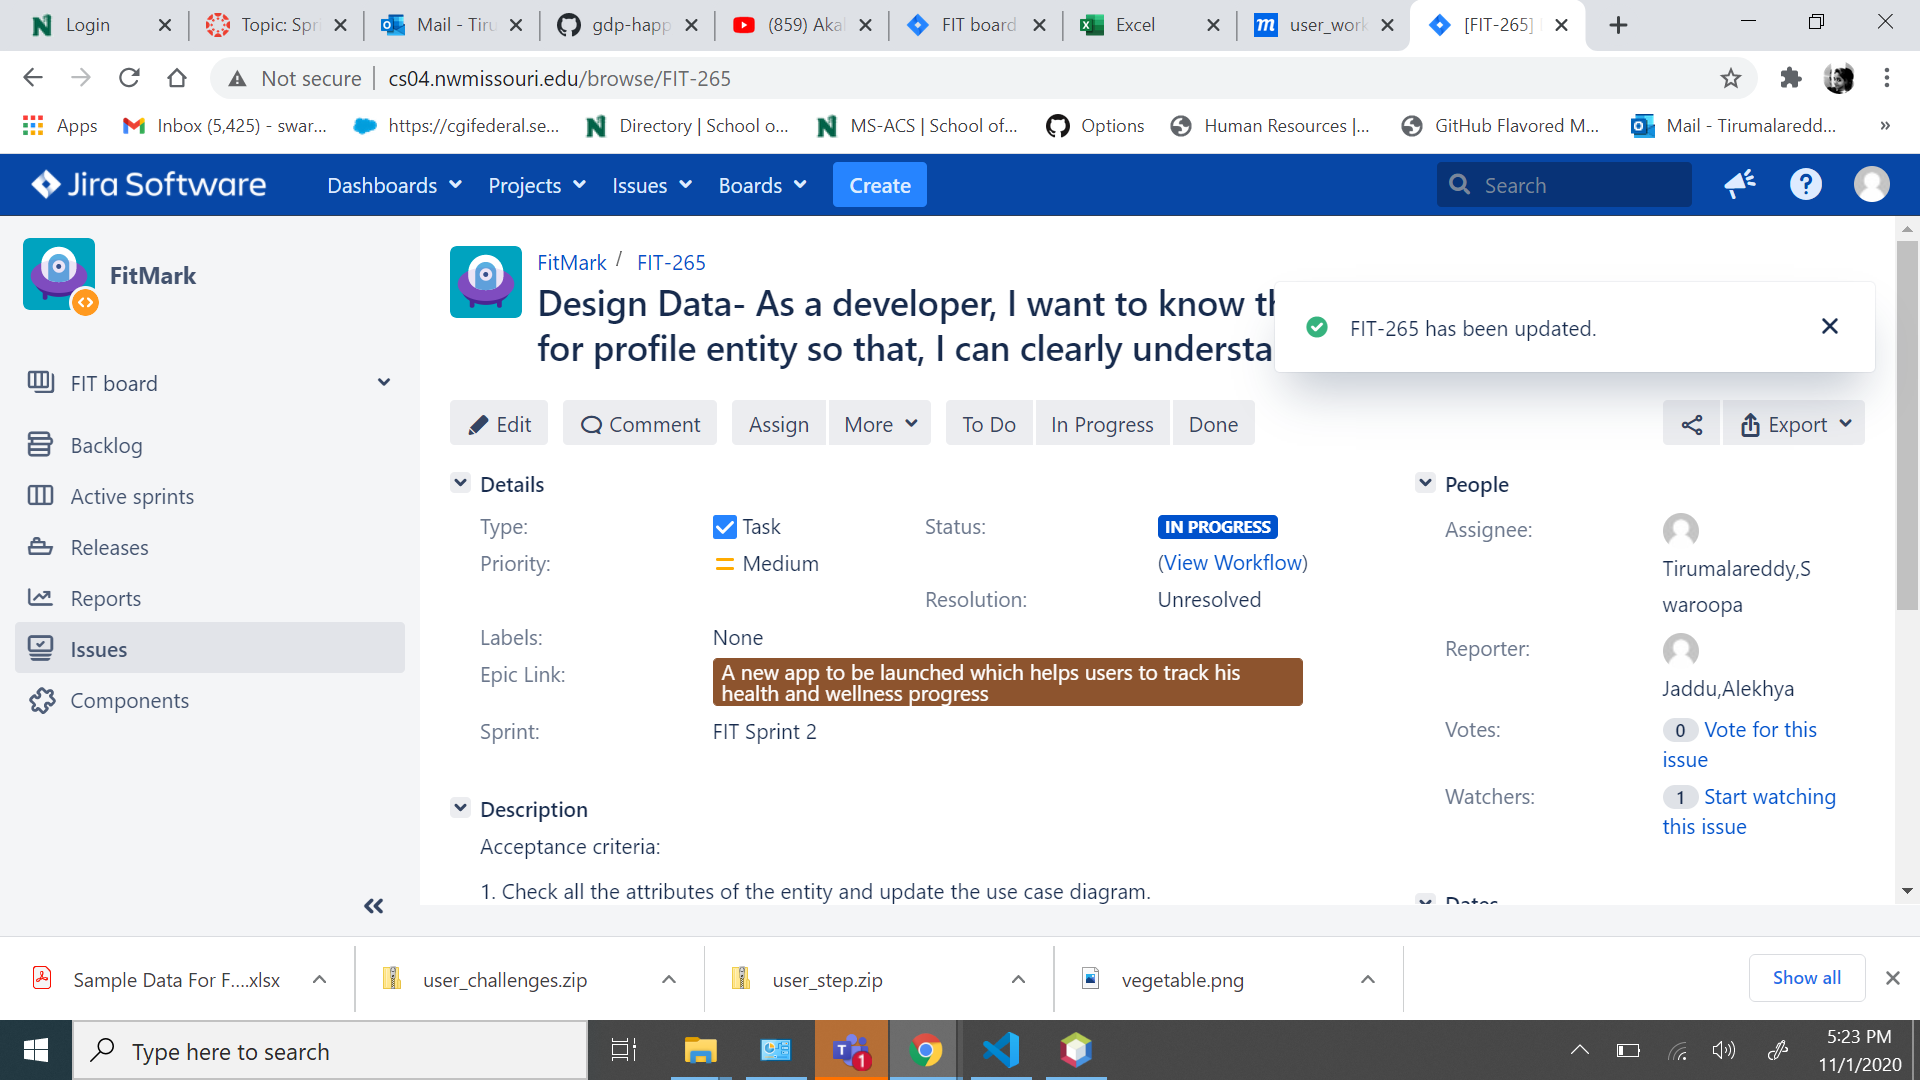 Login
Topic: Spri
Mail - Tiru
gdp-happ
(859) Akal
FIT board
Excel
user_work
[FIT-265]
Not secure
cs04.nwmissouri.edu/browse/FIT-265
Apps
Inbox (5,425) - swar...
https://cgifederal.se...
Directory | School o...
MS-ACS | School of...
Options
Human Resources |...
GitHub Flavored M...
Mail - Tirumalaredd...
»
Jira Software
Dashboards
Projects
Issues
Boards
Create
Search
FitMark
FIT board
Backlog
Active sprints
Releases
Reports
Issues
Components
FitMark / FIT-265
Design Data- As a developer, I want to know th
for profile entity so that, I can clearly understa
FIT-265 has been updated.
Edit
Comment
Assign
More
To Do
In Progress
Done
Export
Details
Type: Task
Status: IN PROGRESS
(View Workflow)
Priority: Medium
Resolution: Unresolved
Labels: None
Epic Link: A new app to be launched which helps users to track his
health and wellness progress
Sprint: FIT Sprint 2
Description
Acceptance criteria:
1. Check all the attributes of the entity and update the use case diagram.
People
Assignee:
Tirumalareddy,S
waroopa
Reporter:
Jaddu,Alekhya
Votes: 0 Vote for this
issue
Watchers: 1 Start watching
this issue
Dates
Sample Data For F....xlsx
user_challenges.zip
user_step.zip
vegetable.png
Show all
Type here to search
1
5:23 PM
11/1/2020